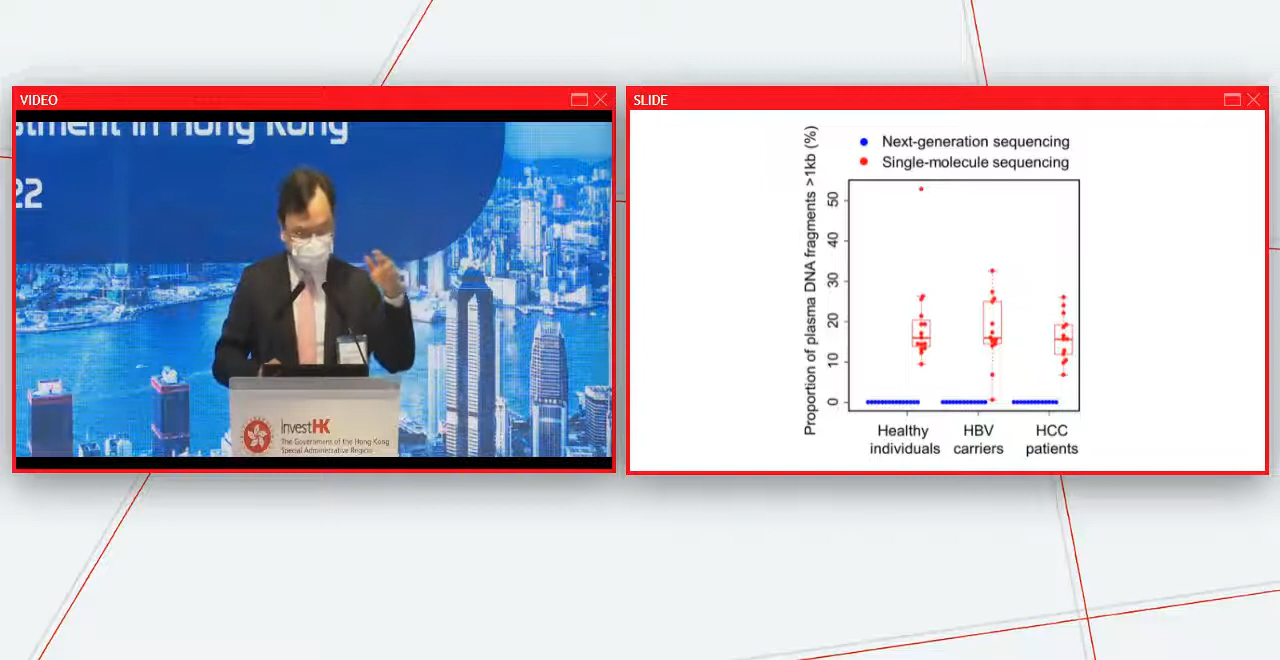 VIDEO
stment in Hong Kong
22
InvestHK
The Government of the Hong Kong
Special Administrative Region
SLIDE
Next-generation sequencing
Single-molecule sequencing
Proportion of plasma DNA fragments >1kb (%)
50
40
30
20
10
0
Healthy individuals
HBV carriers
HCC patients